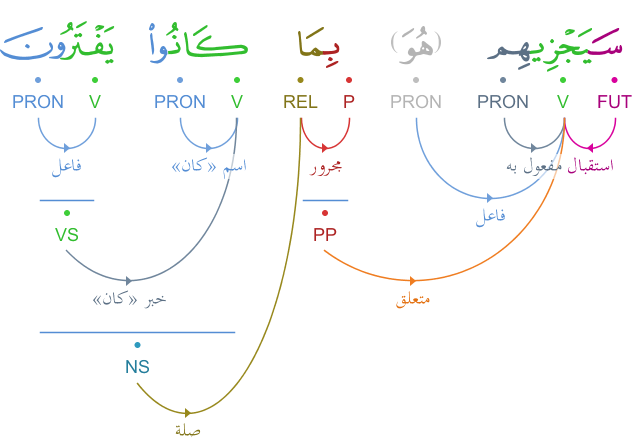 سَيَجْزِيهِم (هُوَ) بِمَا كَانُوا۟ يَفْتَرُونَ
FUT V PRON PRON P REL V PRON V PRON
استقبال مفعول به مجرور اسم «كان» فاعل
فاعل
PP VS
متعلق خبر «كان»
NS
صلة